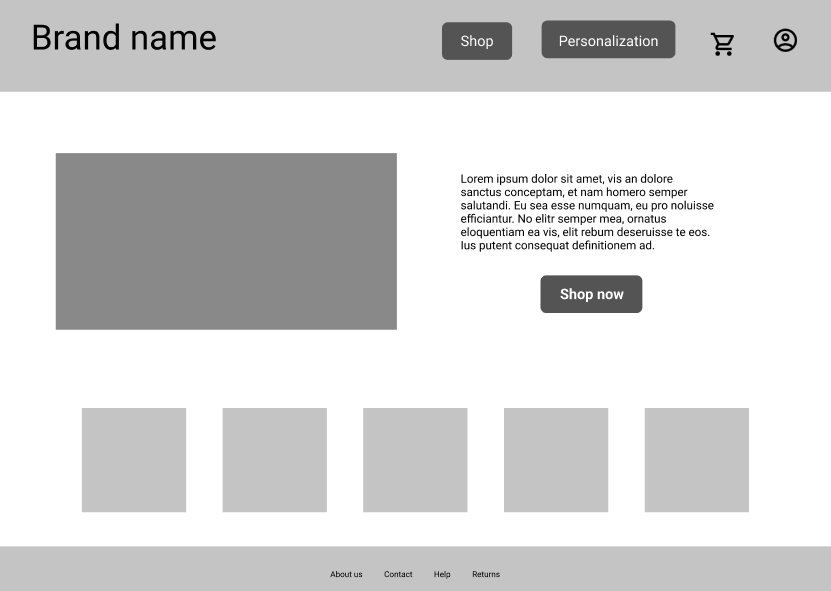 Brand name
Shop
Personalization
Lorem ipsum dolor sit amet, vis an dolore
sanctus conceptam, et nam homero semper
salutandi. Eu sea esse numquam, eu pro noluisse
efficiantur. No elitr semper mea, ornatus
eloquentiam ea vis, elit rebum deseruisse te eos.
Ius putent consequat definitionem ad.
Shop now
About us
Contact
Help
Returns